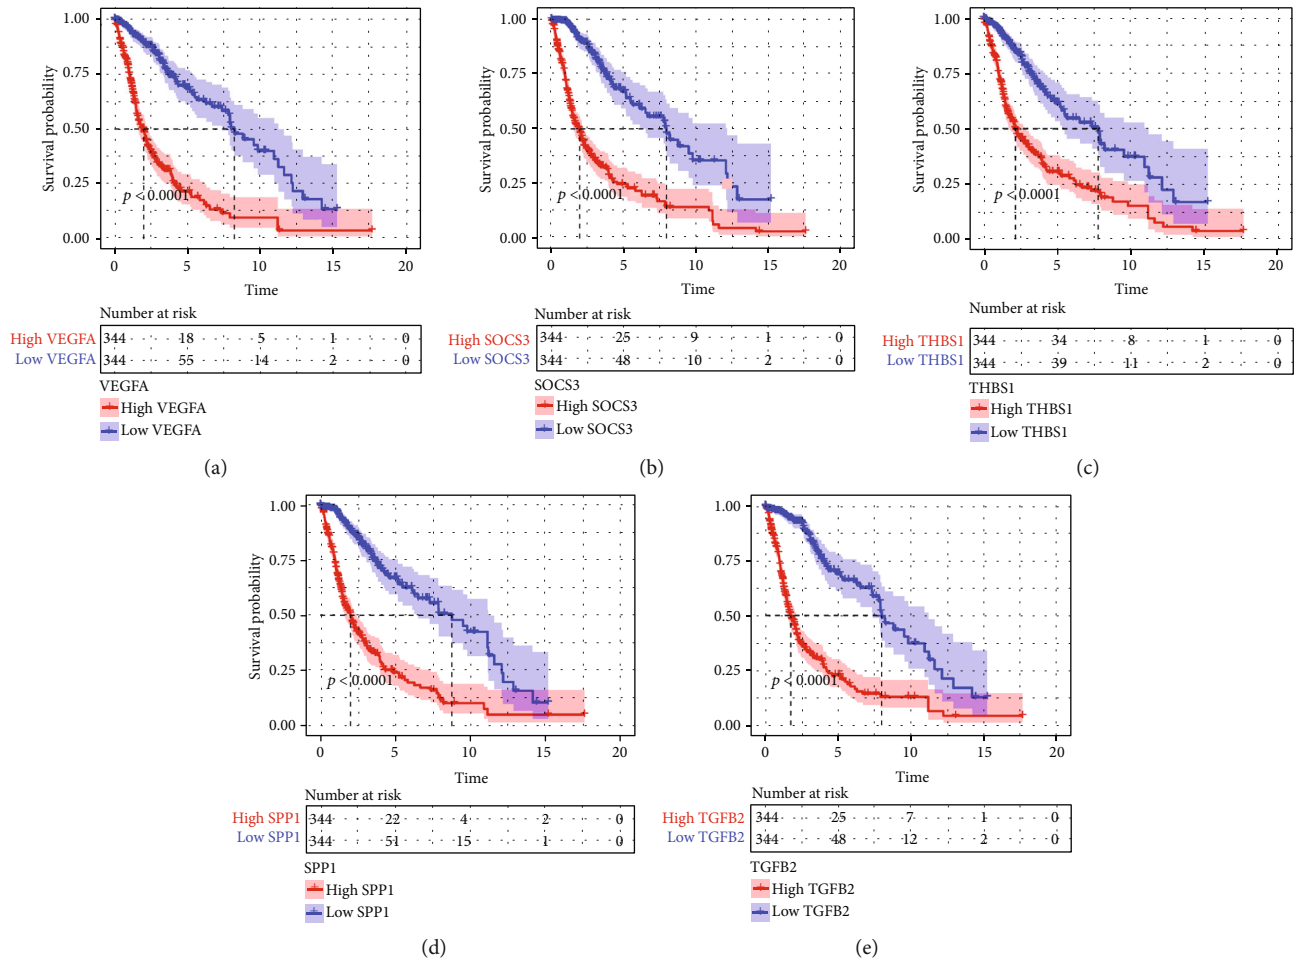 1.00
0.75
0.50
0.25
0.00
Survival probability
p < 0.0001
0 5 10 15 20
Time
Number at risk
High VEGFA 344 18 5 1 0
Low VEGFA 344 55 14 2 0
VEGFA
High VEGFA
Low VEGFA
(a)
1.00
0.75
0.50
0.25
0.00
Survival probability
p < 0.0001
0 5 10 15 20
Time
Number at risk
High SOCS3 344 25 9 1 0
Low SOCS3 344 48 10 2 0
SOCS3
High SOCS3
Low SOCS3
(b)
1.00
0.75
0.50
0.25
0.00
Survival probability
p < 0.0001
0 5 10 15 20
Time
Number at risk
High THBS1 344 34 8 1 0
Low THBS1 344 39 11 2 0
THBS1
High THBS1
Low THBS1
(c)
1.00
0.75
0.50
0.25
0.00
Survival probability
p < 0.0001
0 5 10 15 20
Time
Number at risk
High SPP1 344 22 4 2 0
Low SPP1 344 51 15 1 0
SPP1
High SPP1
Low SPP1
(d)
1.00
0.75
0.50
0.25
0.00
Survival probability
p < 0.0001
0 5 10 15 20
Time
Number at risk
High TGFB2 344 25 7 1 0
Low TGFB2 344 48 12 2 0
TGFB2
High TGFB2
Low TGFB2
(e)